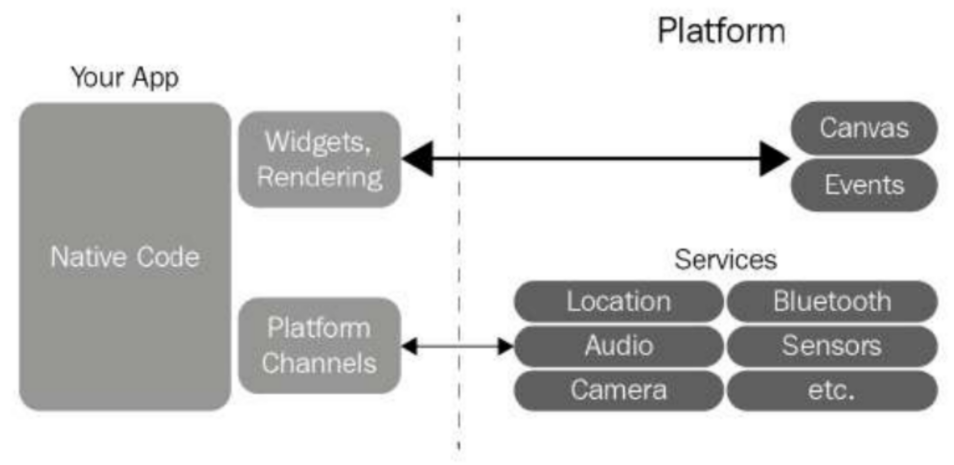 Platform
Your App
Widgets,
Rendering
Canvas
Events
Native Code
Services
Platform
Channels
Location
Bluetooth
Audio
Sensors
Camera
etc.